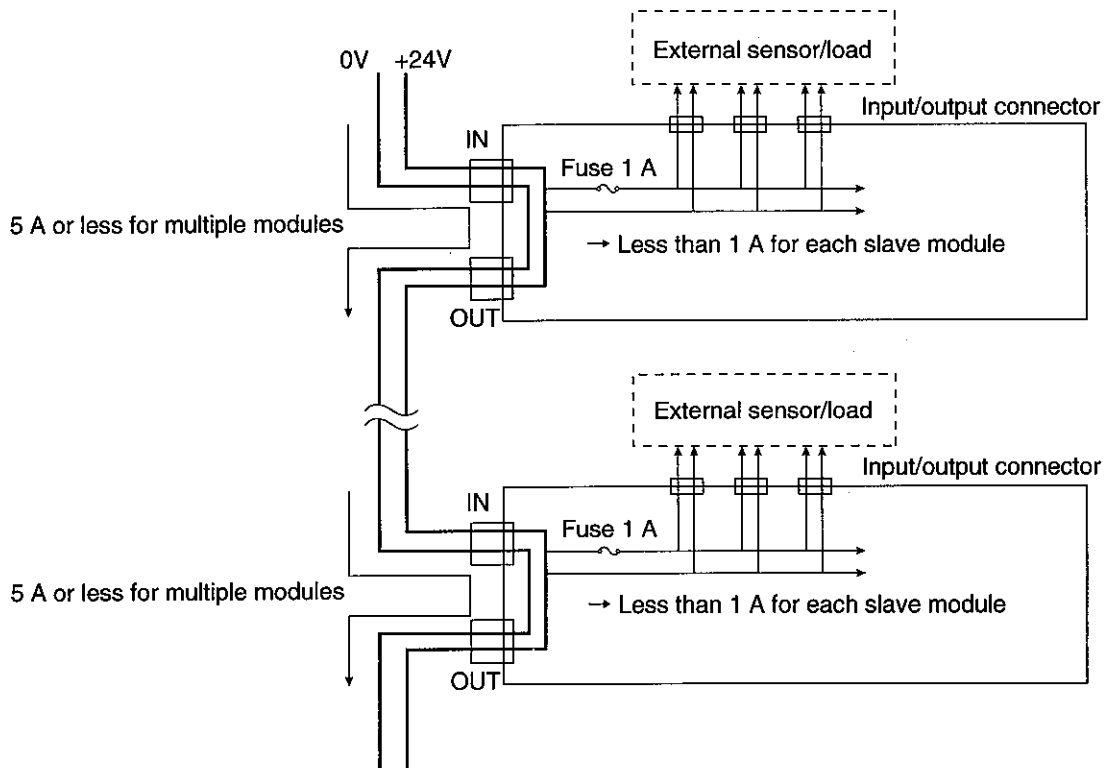 External sensor/load
0V +24V
Input/output connector
IN
Fuse 1 A
5 A or less for multiple modules
→ Less than 1 A for each slave module
OUT
External sensor/load
Input/output connector
IN
Fuse 1 A
5 A or less for multiple modules
→ Less than 1 A for each slave module
OUT